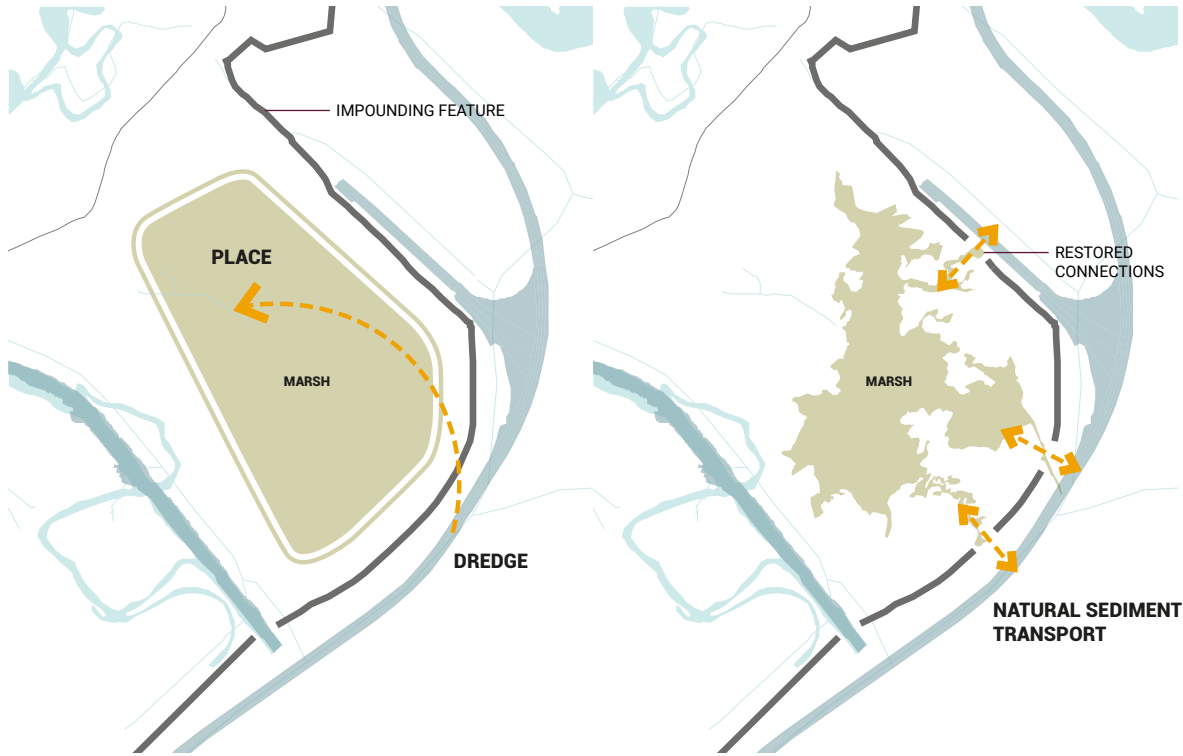 IMPOUNDING FEATURE
PLACE
MARSH
DREDGE
RESTORED
CONNECTIONS
MARSH
NATURAL SEDIMENT
TRANSPORT